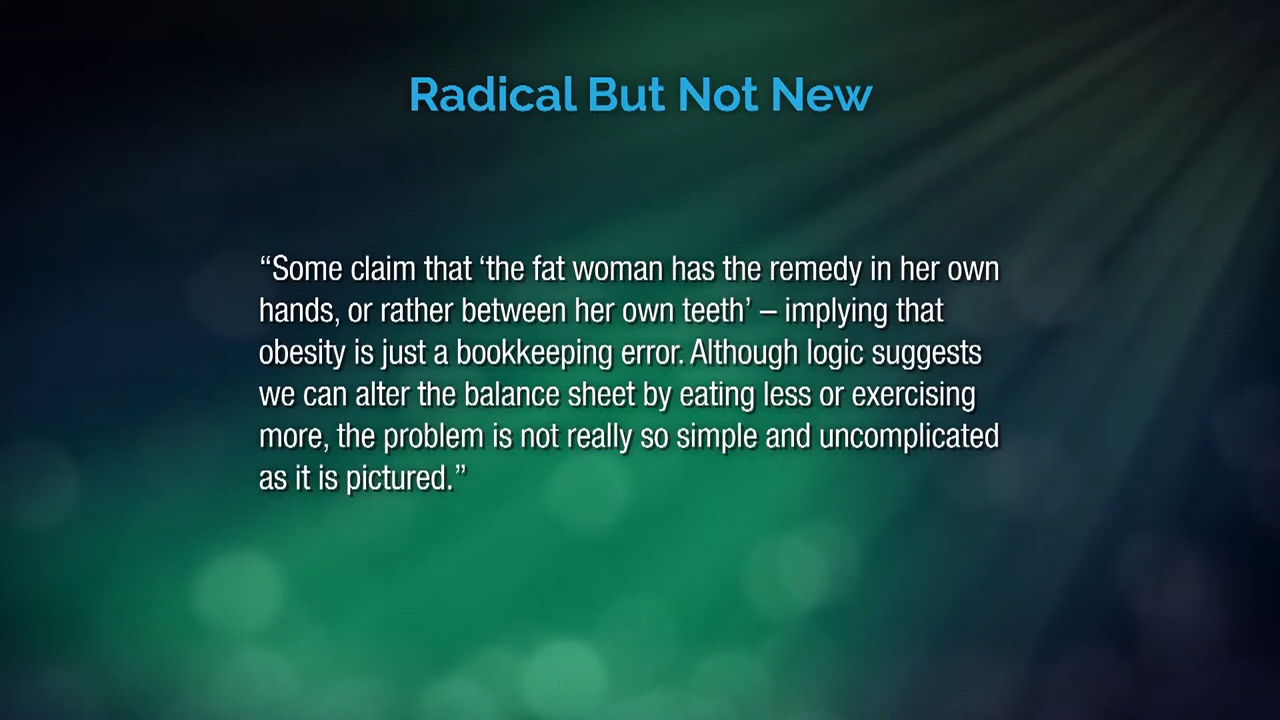 Radical But Not New
“Some claim that ‘the fat woman has the remedy in her own
hands, or rather between her own teeth’ – implying that
obesity is just a bookkeeping error. Although logic suggests
we can alter the balance sheet by eating less or exercising
more, the problem is not really so simple and uncomplicated
as it is pictured.”